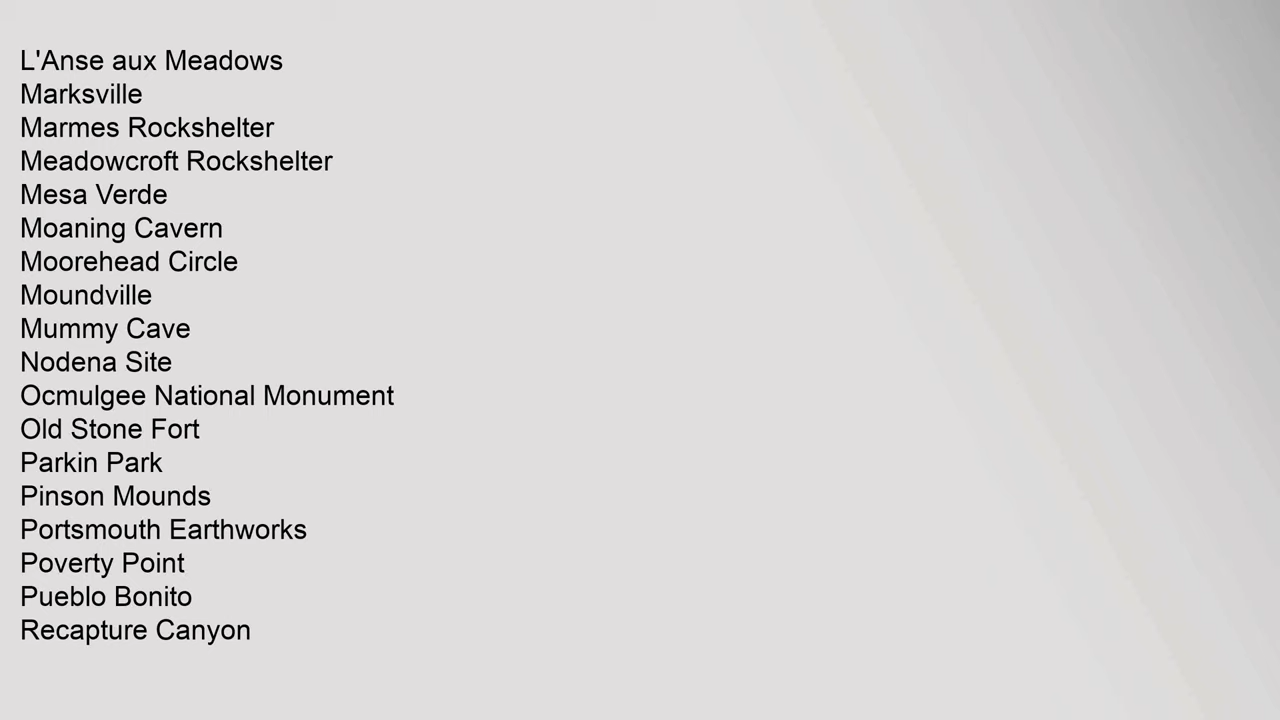 L'Anse aux Meadows
Marksville
Marmes Rockshelter
Meadowcroft Rockshelter
Mesa Verde
Moaning Cavern
Moorehead Circle
Moundville
Mummy Cave
Nodena Site
Ocmulgee National Monument
Old Stone Fort
Parkin Park
Pinson Mounds
Portsmouth Earthworks
Poverty Point
Pueblo Bonito
Recapture Canyon